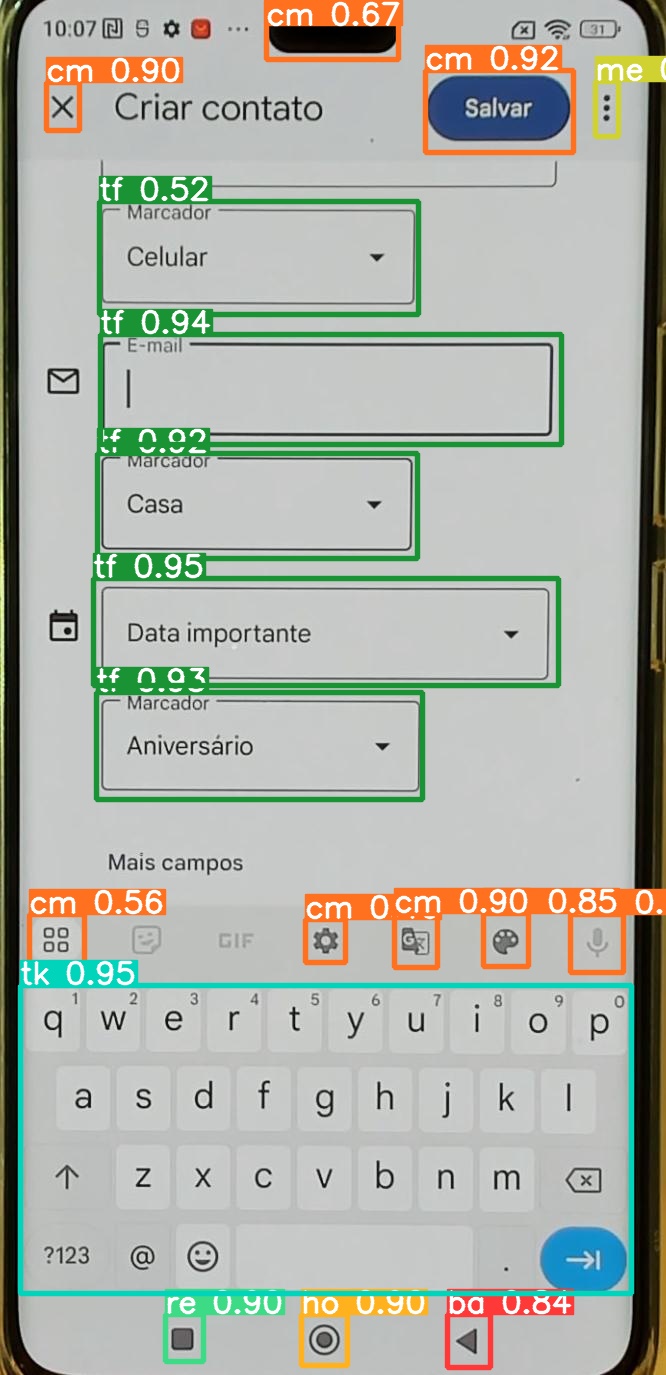 10:07 ··· 31
cm 0.67
cm 0.90
cm 0.92
me
Criar contato
Salvar
tf 0.52
Marcador
Celular
tf 0.94
E-mail
tf 0.92
Marcador
Casa
tf 0.95
Data importante
tf 0.93
Marcador
Aniversário
Mais campos
cm 0.56
cm 0
cm 0.90
0.85
0.
GIF
tk 0.95
1 2 3 4 5 6 7 8 9 0
q w e r t y u i o p
a s d f g h j k l
z x c v b n m
?123 @ .
re 0.90
ho 0.90
ba 0.84